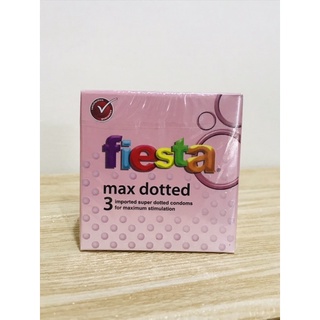 fiesta
max dotted
3 imported super dotted condoms
for maximum stimulation